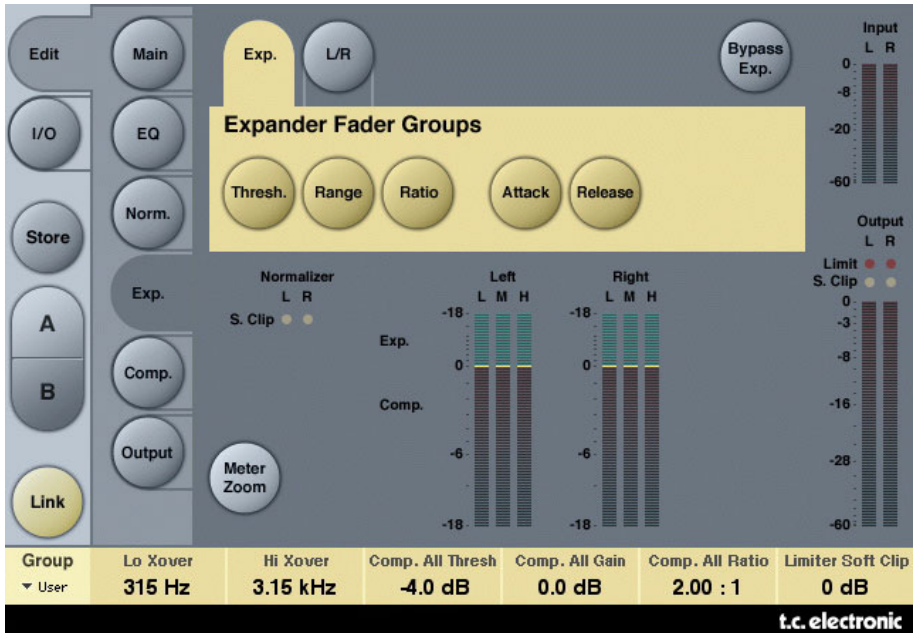 Edit
Main
Exp.
L/R
Bypass
Exp.
Input
L R
0
-8
-20
-60
I/O
EQ
Expander Fader Groups
Thresh.
Range
Ratio
Attack
Release
Store
Norm.
Output
L R
Limit
S. Clip
0
-3
-8
-16
-28
-60
A
B
Exp.
Normalizer
L R
S. Clip
Left
L M H
Right
L M H
-18
-18
Exp.
0
0
Comp.
Comp.
-6
-6
-18
-18
Output
Meter
Zoom
Link
Group
User
Lo Xover
315 Hz
Hi Xover
3.15 kHz
Comp. All Thresh
-4.0 dB
Comp. All Gain
0.0 dB
Comp. All Ratio
2.00 : 1
Limiter Soft Clip
0 dB
t.c. electronic